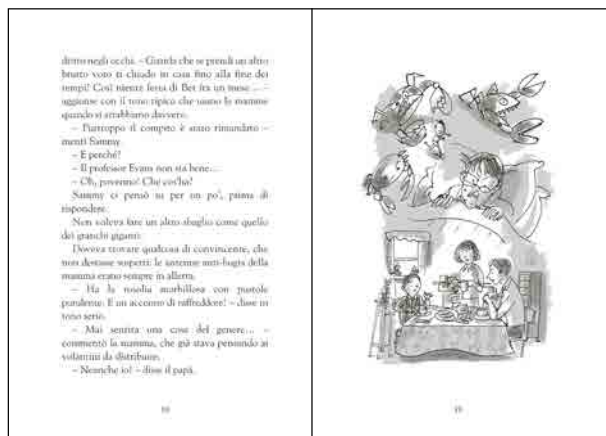 dritto negli occhi. – Guarda che se prendi un altro
brutto voto ti chiudo in casa fino alla fine dei
tempi! Così niente festa di Bet fra un mese… –
aggiunse con il tono tipico che usano le mamme
quando si arrabbiano davvero.
– Purtroppo il compito è stato rimandato –
mentì Sammy.
– E perché?
– Il professor Evans non sta bene…
– Oh, poverino! Che cos'ha?
Sammy ci pensò su per un po', prima di
rispondere.
Non voleva fare un altro sbaglio come quello
dei granchi giganti.
Doveva trovare qualcosa di convincente, che
non destasse sospetti: le antenne anti-bugia della
mamma erano sempre in allerta.
– Ha la rosolia morbillosa con pustole
purulente. E un accenno di raffreddore! – disse in
tono serio.
– Mai sentita una cosa del genere… –
commentò la mamma, che già stava pensando ai
volantini da distribuire.
– Neanche io! – disse il papà.